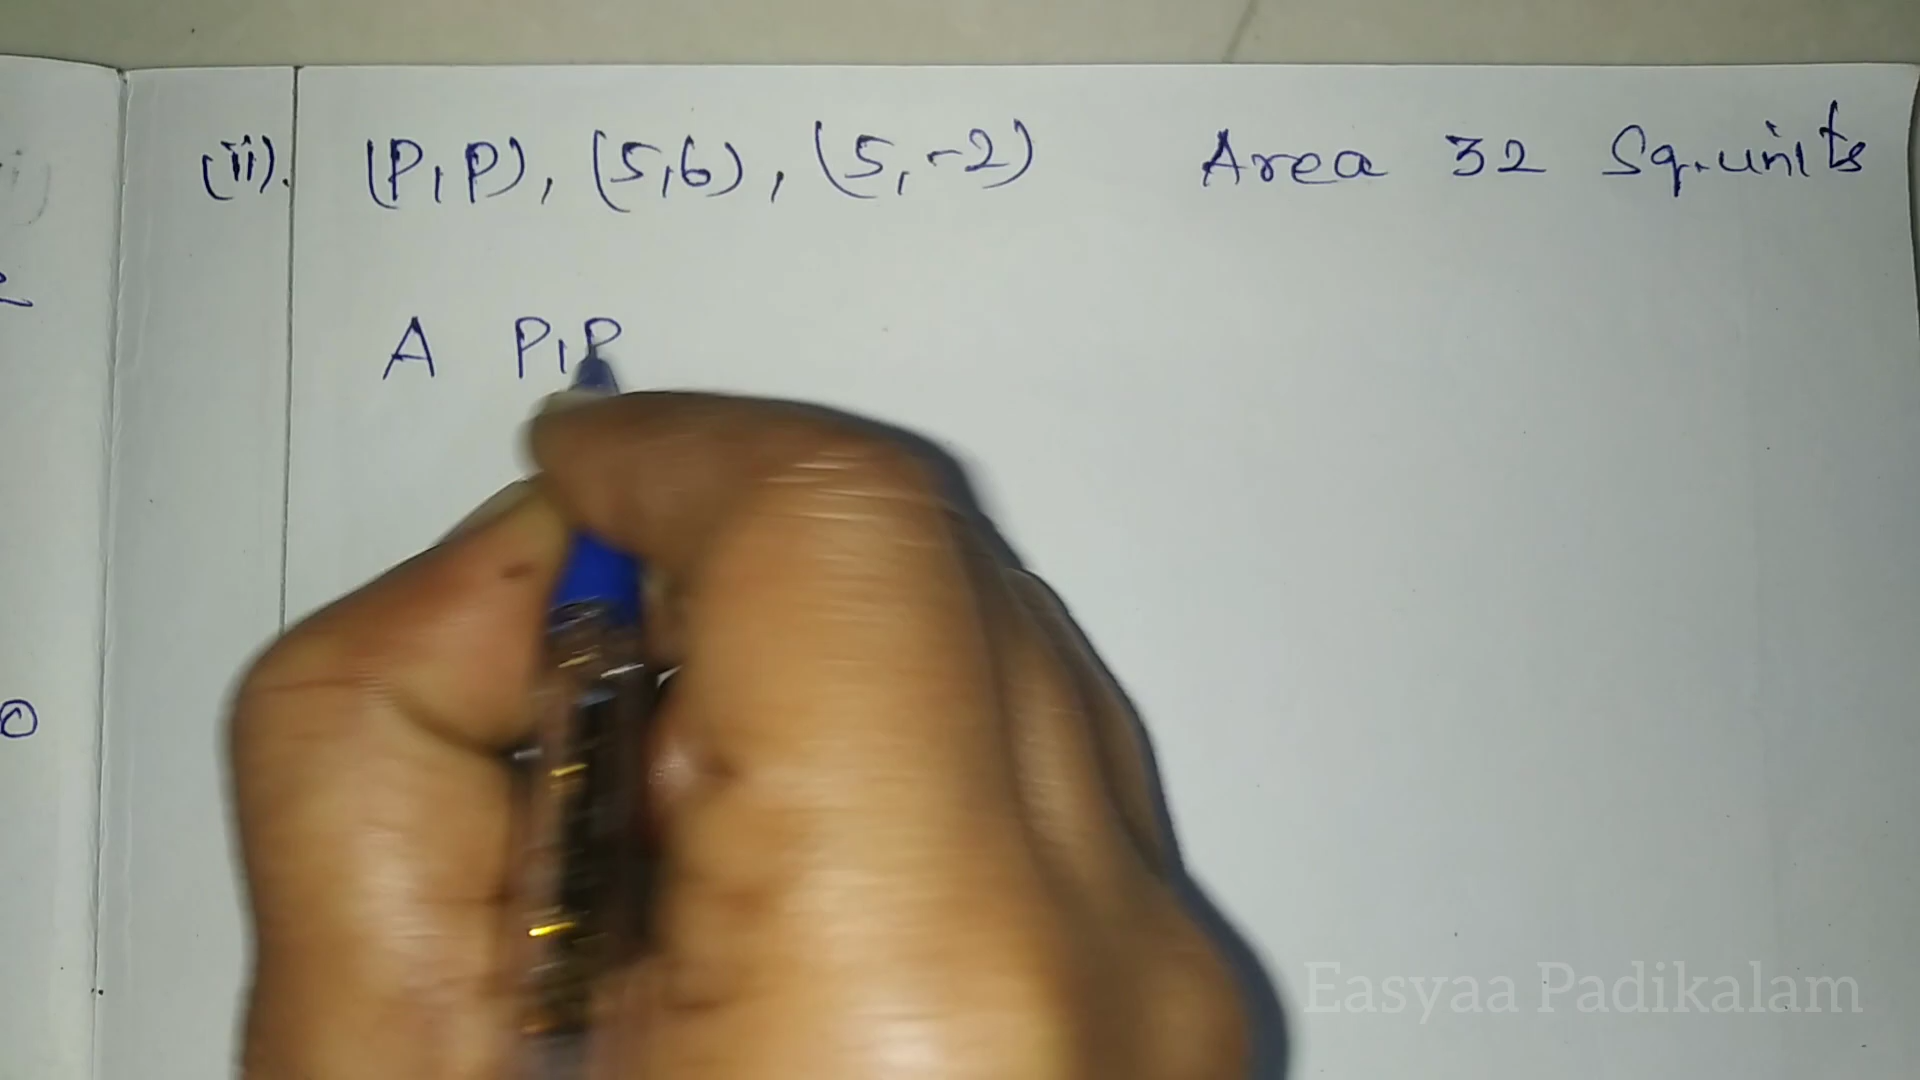 (ii). (P,P), (5,6), (5,-2) Area 32 Sq.units
A P,P
Easyaa Padikalam